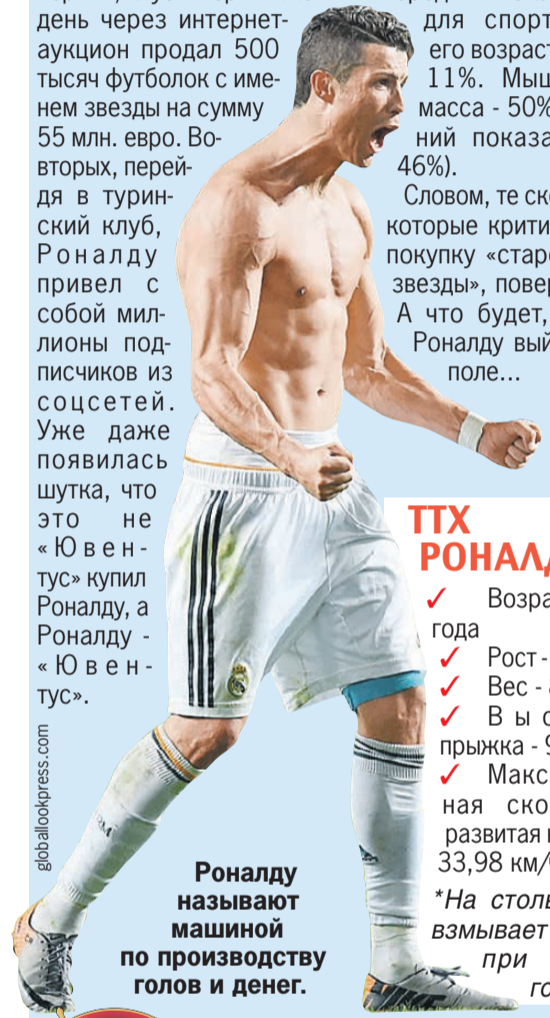 день через интернет-
аукцион продал 500
тысяч футболок с име-
нем звезды на сумму
55 млн. евро. Во-
вторых, перей-
дя в турин-
ский клуб,
Роналду
привел с
собой мил-
лионы под-
писчиков из
соцсетей.
Уже даже
появилась
шутка, что
это не
«Ювен-
тус» купил
Роналду, а
Роналду -
«Ювен-
тус».
globallookpress.com
Роналду
называют
машиной
по производству
голов и денег.
для спорт
его возраст
11%. Мыш
масса - 50%
ний показа
46%).
Словом, те ск
которые крити
покупку «стар
звезды», повер
А что будет,
Роналду вый
поле...
ТТХ
РОНАЛД
✓ Возра
года
✓ Рост -
✓ Вес -
✓ Выс
прыжка - 9
✓ Макс
ная ско
развитая
33,98 км/
*На столь
взмывает
при
го